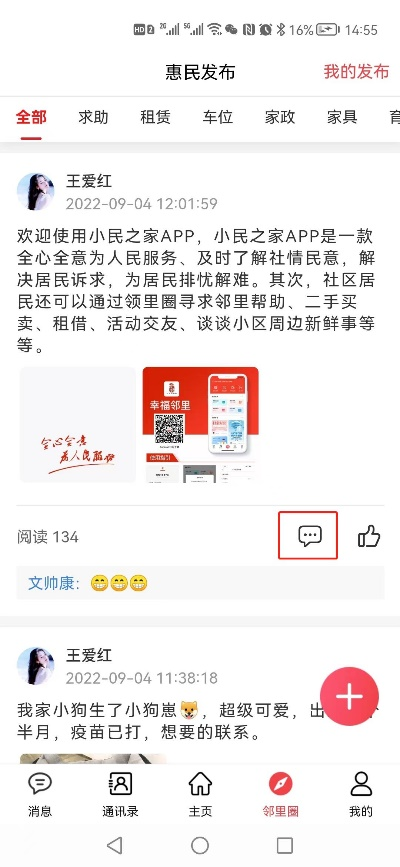 HD 2 2G 5G 16% 14:55
惠民发布 我的发布
全部 求助 租赁 车位 家政 家具
王爱红
2022-09-04 12:01:59
欢迎使用小民之家APP，小民之家APP是一款
全心全意为人民服务、及时了解社情民意，解
决居民诉求，为居民排忧解难。其次，社区居
民还可以通过领里圈寻求邻里帮助、二手买
卖、租借、活动交友、谈谈小区周边新鲜事等
等。
全心全意
为人民服务
幸福邻里
使用指引
阅读 134
文帅康：😁😁😁
王爱红
2022-09-04 11:38:18
我家小狗生了小狗崽🐶，超级可爱，出
半月，疫苗已打，想要的联系。
消息 通讯录 主页 邻里圈 我的